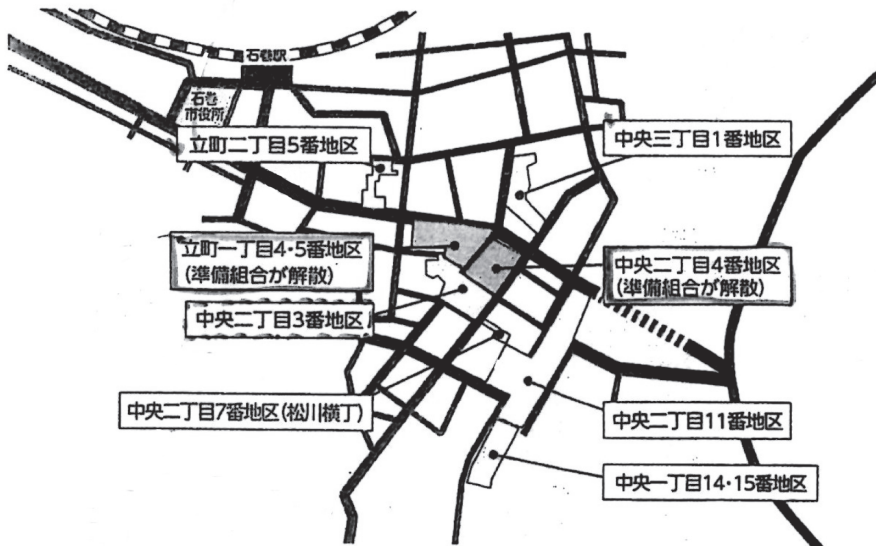 石巻駅
石巻
市役所
立町二丁目5番地区
中央三丁目1番地区
立町一丁目4・5番地区
(準備組合が解散)
中央二丁目4番地区
(準備組合が解散)
中央二丁目3番地区
中央二丁目7番地区(松川横丁)
中央二丁目11番地区
中央一丁目14・15番地区